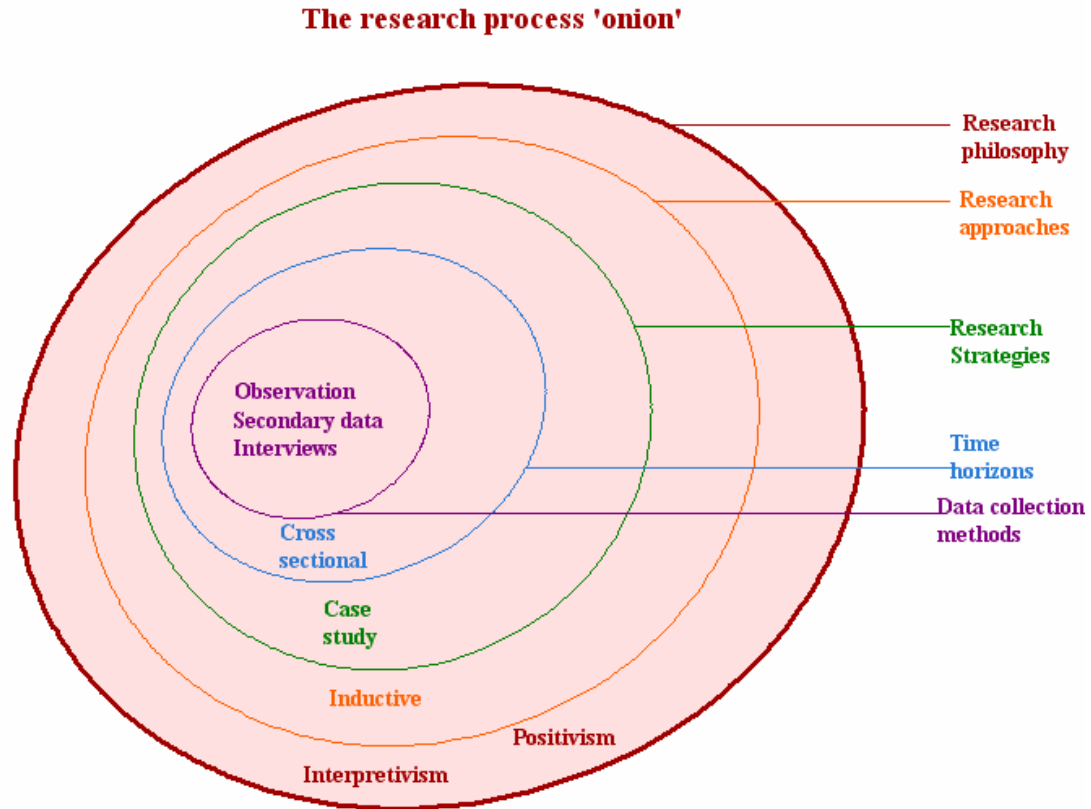 The research process 'onion'
Research
philosophy
Research
approaches
Research
Strategies
Observation
Secondary data
Interviews
Time
horizons
Data collection
methods
Cross
sectional
Case
study
Inductive
Positivism
Interpretivism